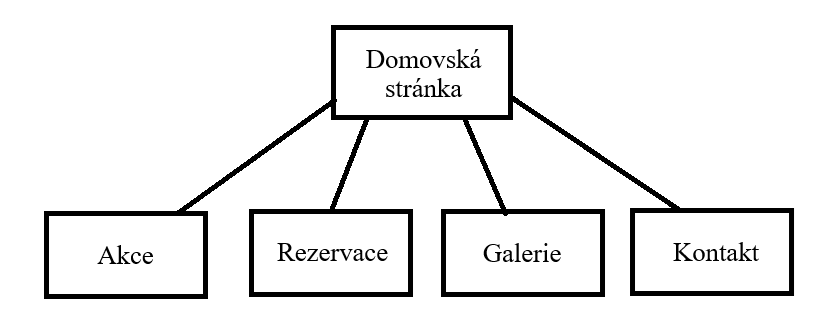 Domovská
stránka
Akce
Rezervace
Galerie
Kontakt